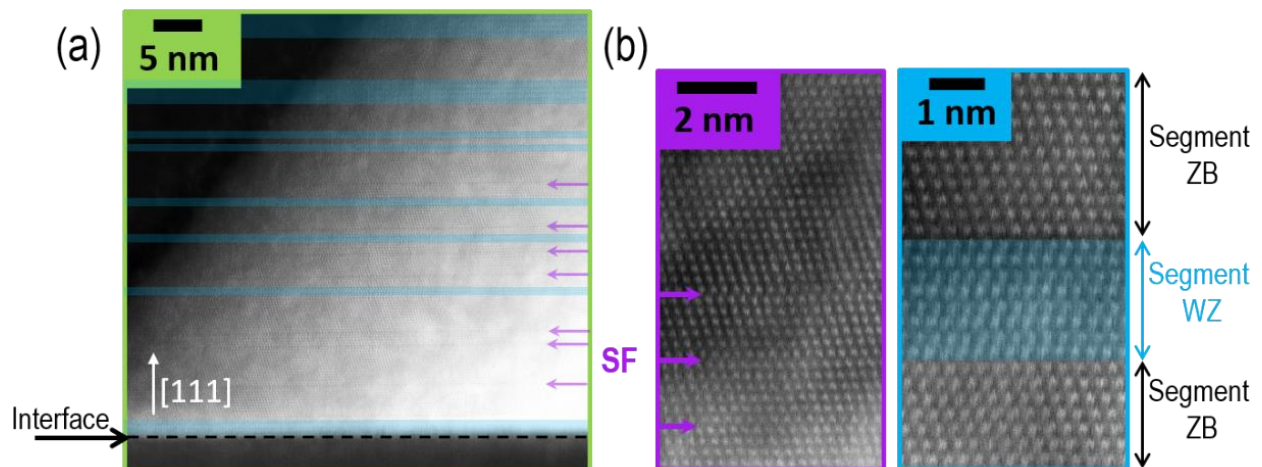 (a)
5 nm
[111]
Interface
(b)
2 nm
SF
1 nm
Segment
ZB
Segment
WZ
Segment
ZB